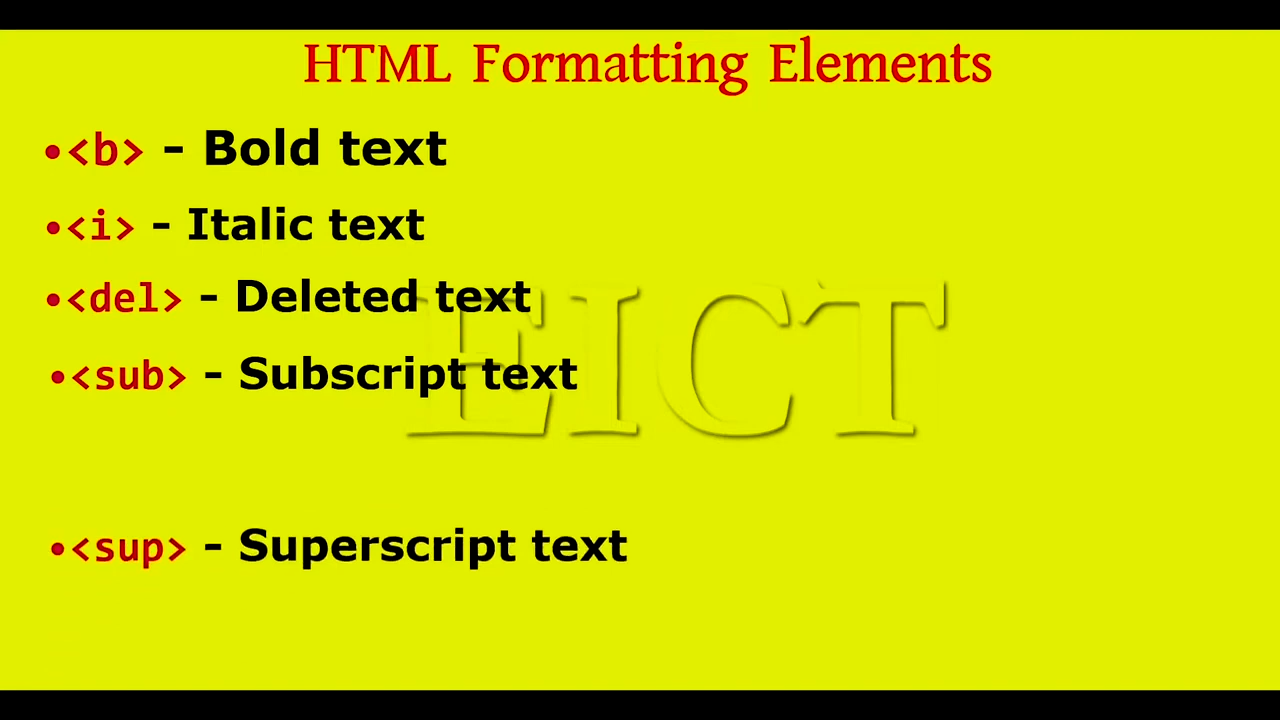 HTML Formatting Elements
•<b> - Bold text
•<i> - Italic text
•<del> - Deleted text
EICT
•<sub> - Subscript text
•<sup> - Superscript text